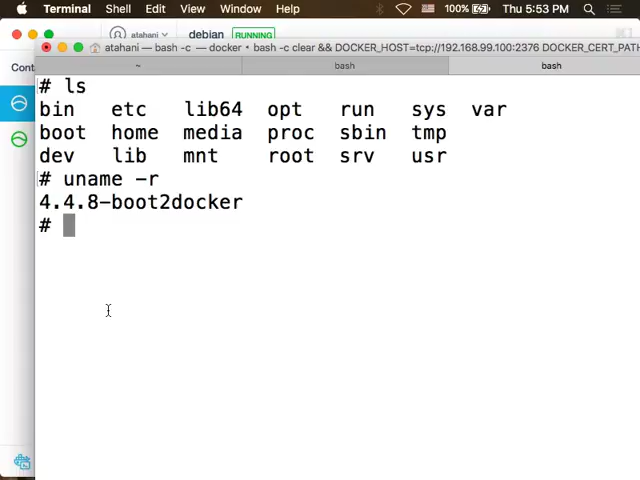 Terminal Shell Edit View Window Help 100% Thu 5:53 PM
atahani debian RUNNING
atahani — bash -c — docker • bash -c clear && DOCKER_HOST=tcp://192.168.99.100:2376 DOCKER_CERT_PATH
Cont
~ bash bash
# ls
bin etc lib64 opt run sys var
boot home media proc sbin tmp
dev lib mnt root srv usr
# uname -r
4.4.8-boot2docker
#